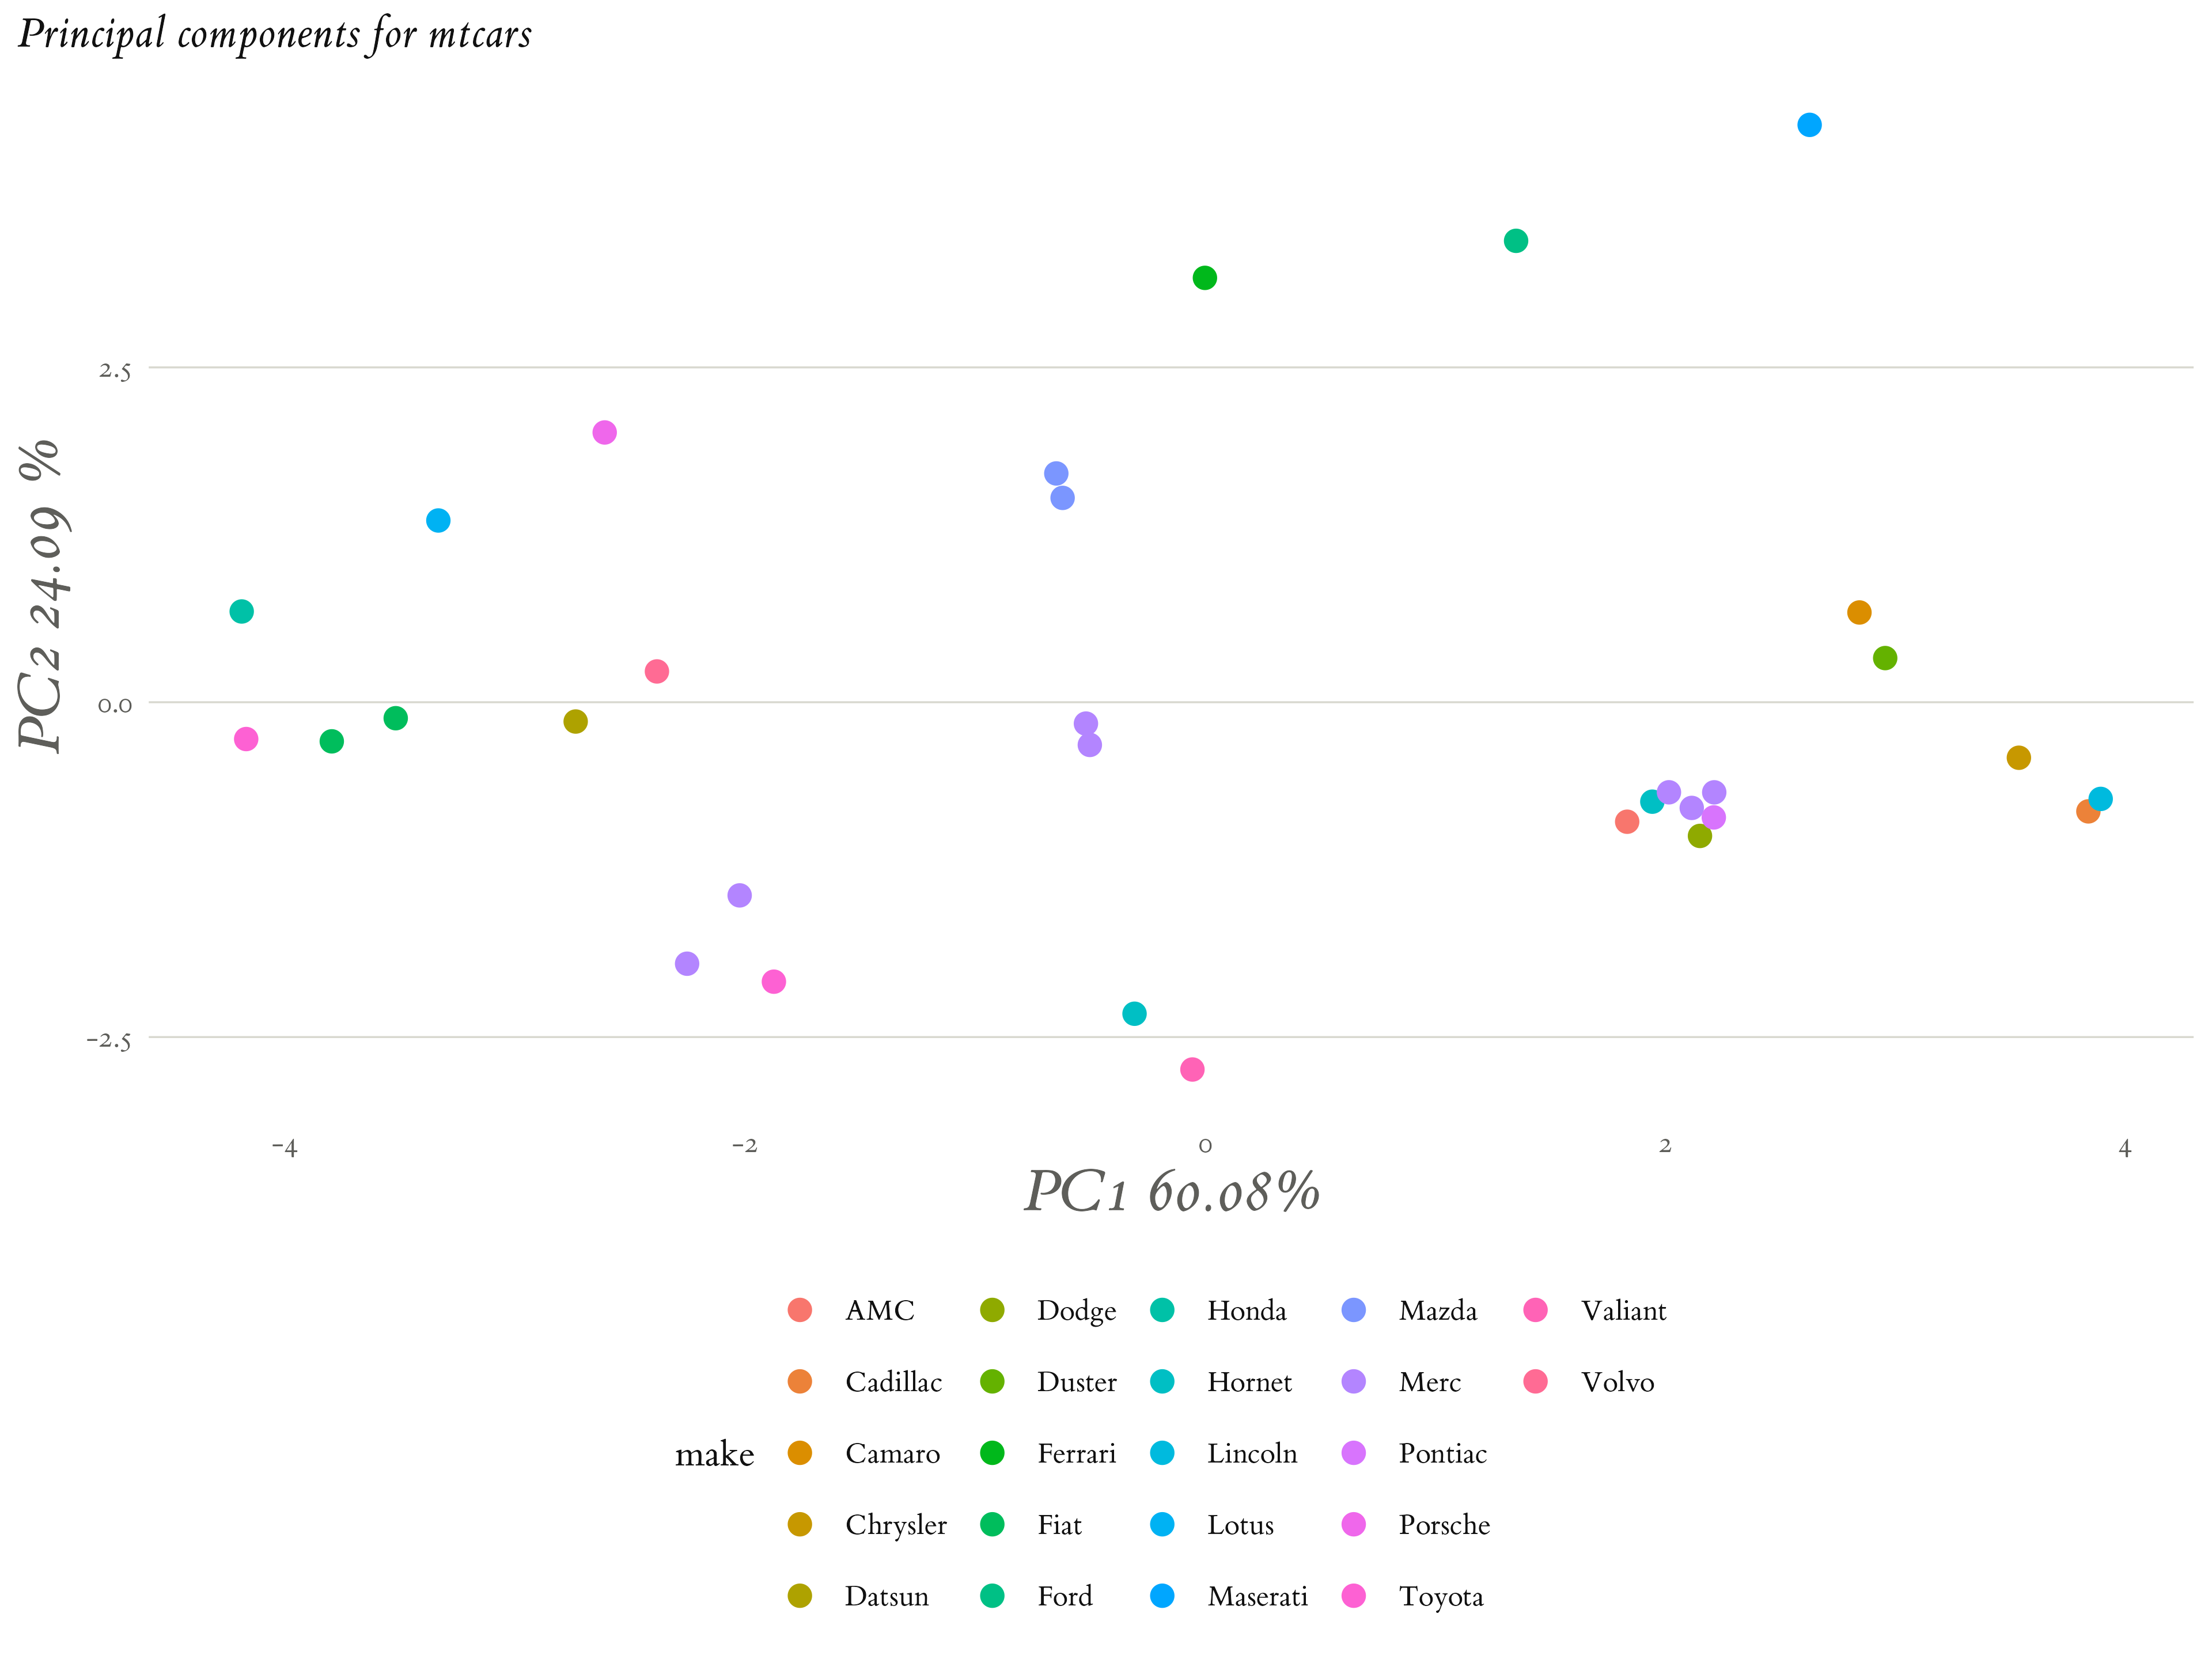 Principal components for mtcars
2.5
0.0
-2.5
PC2 24.09 %
-4 -2 0 2 4
PC1 60.08%
AMC Dodge Honda Mazda Valiant
Cadillac Duster Hornet Merc Volvo
make Camaro Ferrari Lincoln Pontiac
Chrysler Fiat Lotus Porsche
Datsun Ford Maserati Toyota